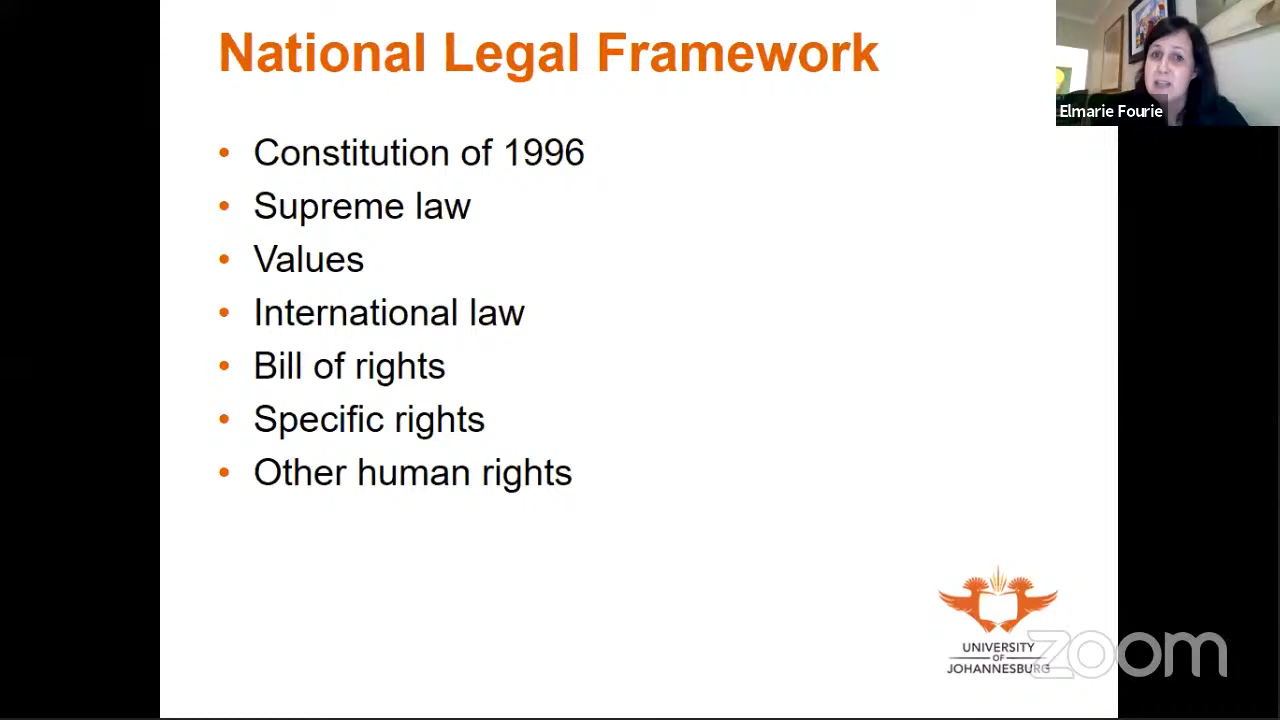 National Legal Framework
Elmarie Fourie
• Constitution of 1996
• Supreme law
• Values
• International law
• Bill of rights
• Specific rights
• Other human rights
UNIVERSITY
OF
JOHANNESBURG
zoom